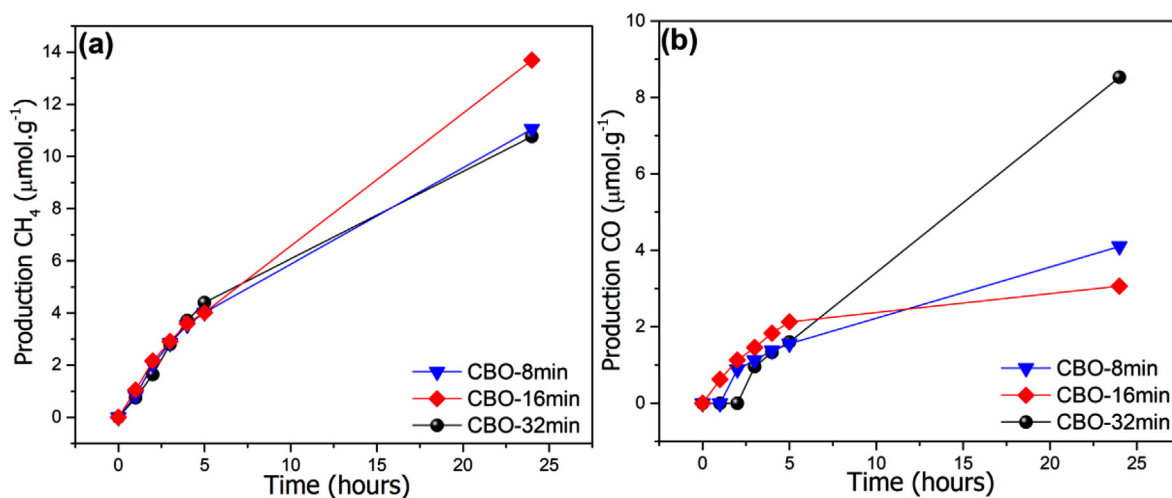 (a)
Production CH₄ (μmol.g⁻¹)
14
12
10
8
6
4
2
0
CBO-8min
CBO-16min
CBO-32min
0 5 10 15 20 25
Time (hours)
(b)
Production CO (μmol.g⁻¹)
10
8
6
4
2
0
CBO-8min
CBO-16min
CBO-32min
0 5 10 15 20 25
Time (hours)